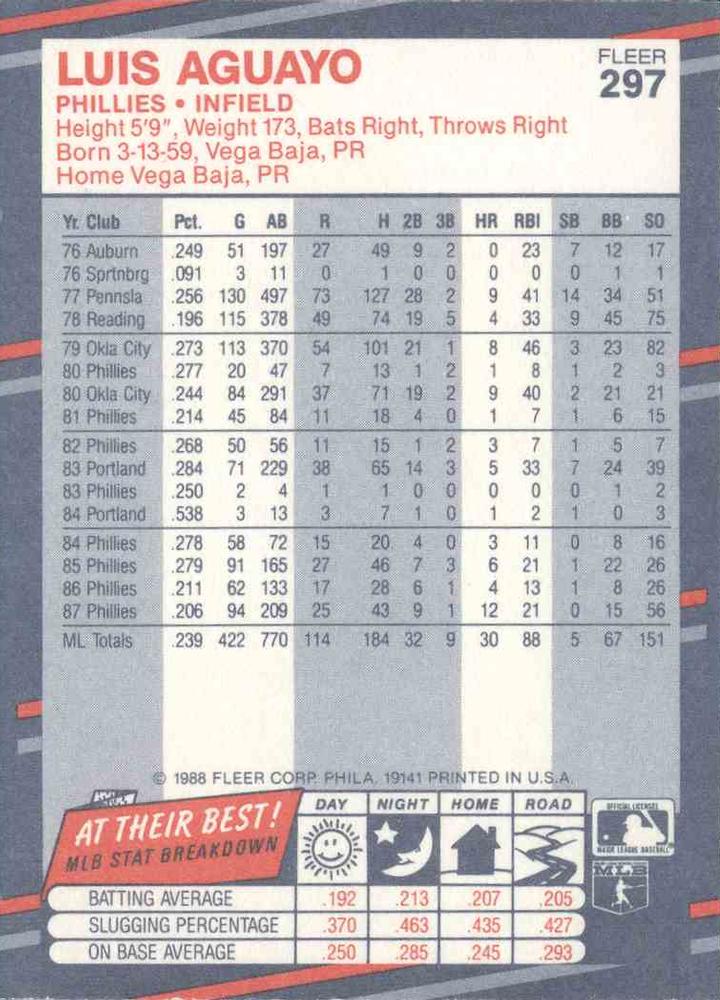 LUIS AGUAYO
FLEER
297
PHILLIES • INFIELD
Height 5'9", Weight 173, Bats Right, Throws Right
Born 3-13-59, Vega Baja, PR
Home Vega Baja, PR
Yr. Club Pct. G AB R H 2B 3B HR RBI SB BB SO
76 Auburn .249 51 197 27 49 9 2 0 23 7 12 17
76 Sprtnbrg .091 3 11 0 1 0 0 0 0 0 1 1
77 Pennsla .256 130 497 73 127 28 2 9 41 14 34 51
78 Reading .196 115 378 49 74 19 5 4 33 9 45 75
79 Okla City .273 113 370 54 101 21 1 8 46 3 23 82
80 Phillies .277 20 47 7 13 1 2 1 8 1 2 3
80 Okla City .244 84 291 37 71 19 2 9 40 2 21 21
81 Phillies .214 45 84 11 18 4 0 1 7 1 6 15
82 Phillies .268 50 56 11 15 1 2 3 7 1 5 7
83 Portland .284 71 229 38 65 14 3 5 33 7 24 39
83 Phillies .250 2 4 1 1 0 0 0 0 0 1 2
84 Portland .538 3 13 3 7 1 0 1 2 1 0 3
84 Phillies .278 58 72 15 20 4 0 3 11 0 8 16
85 Phillies .279 91 165 27 46 7 3 6 21 1 22 26
86 Phillies .211 62 133 17 28 6 1 4 13 1 8 26
87 Phillies .206 94 209 25 43 9 1 12 21 0 15 56
ML Totals .239 422 770 114 184 32 9 30 88 5 67 151
© 1988 FLEER CORP. PHILA. 19141 PRINTED IN U.S.A.
AT THEIR BEST!
MLB STAT BREAKDOWN
DAY NIGHT HOME ROAD
OFFICIAL LICENSEE
MAJOR LEAGUE BASEBALL
MLB
BATTING AVERAGE .192 .213 .207 .205
SLUGGING PERCENTAGE .370 .463 .435 .427
ON BASE AVERAGE .250 .285 .245 .293